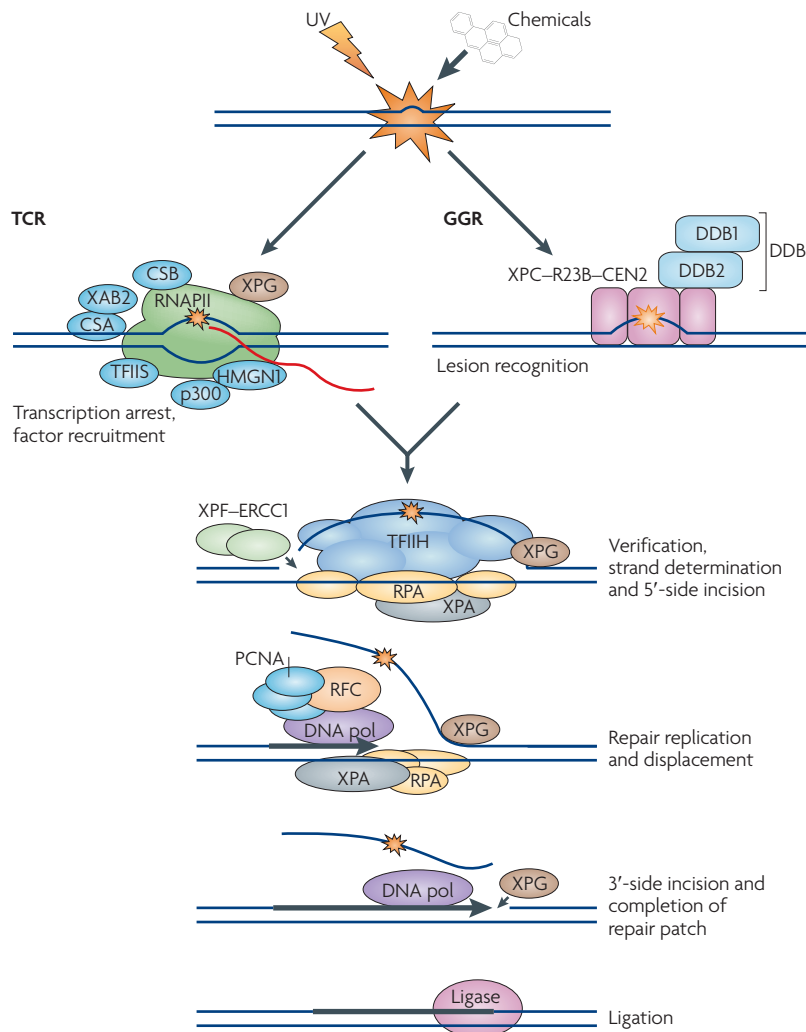 UV
Chemicals
TCR
GGR
DDB1
DDB
DDB2
XPC–R23B–CEN2
CSB
XPG
RNAPII
XAB2
CSA
TFIIS
HMGN1
p300
Lesion recognition
Transcription arrest,
factor recruitment
XPF–ERCC1
TFIIH
XPG
RPA
XPA
Verification,
strand determination
and 5′-side incision
PCNA
RFC
DNA pol
XPG
XPA
RPA
Repair replication
and displacement
DNA pol
XPG
3′-side incision and
completion of
repair patch
Ligase
Ligation